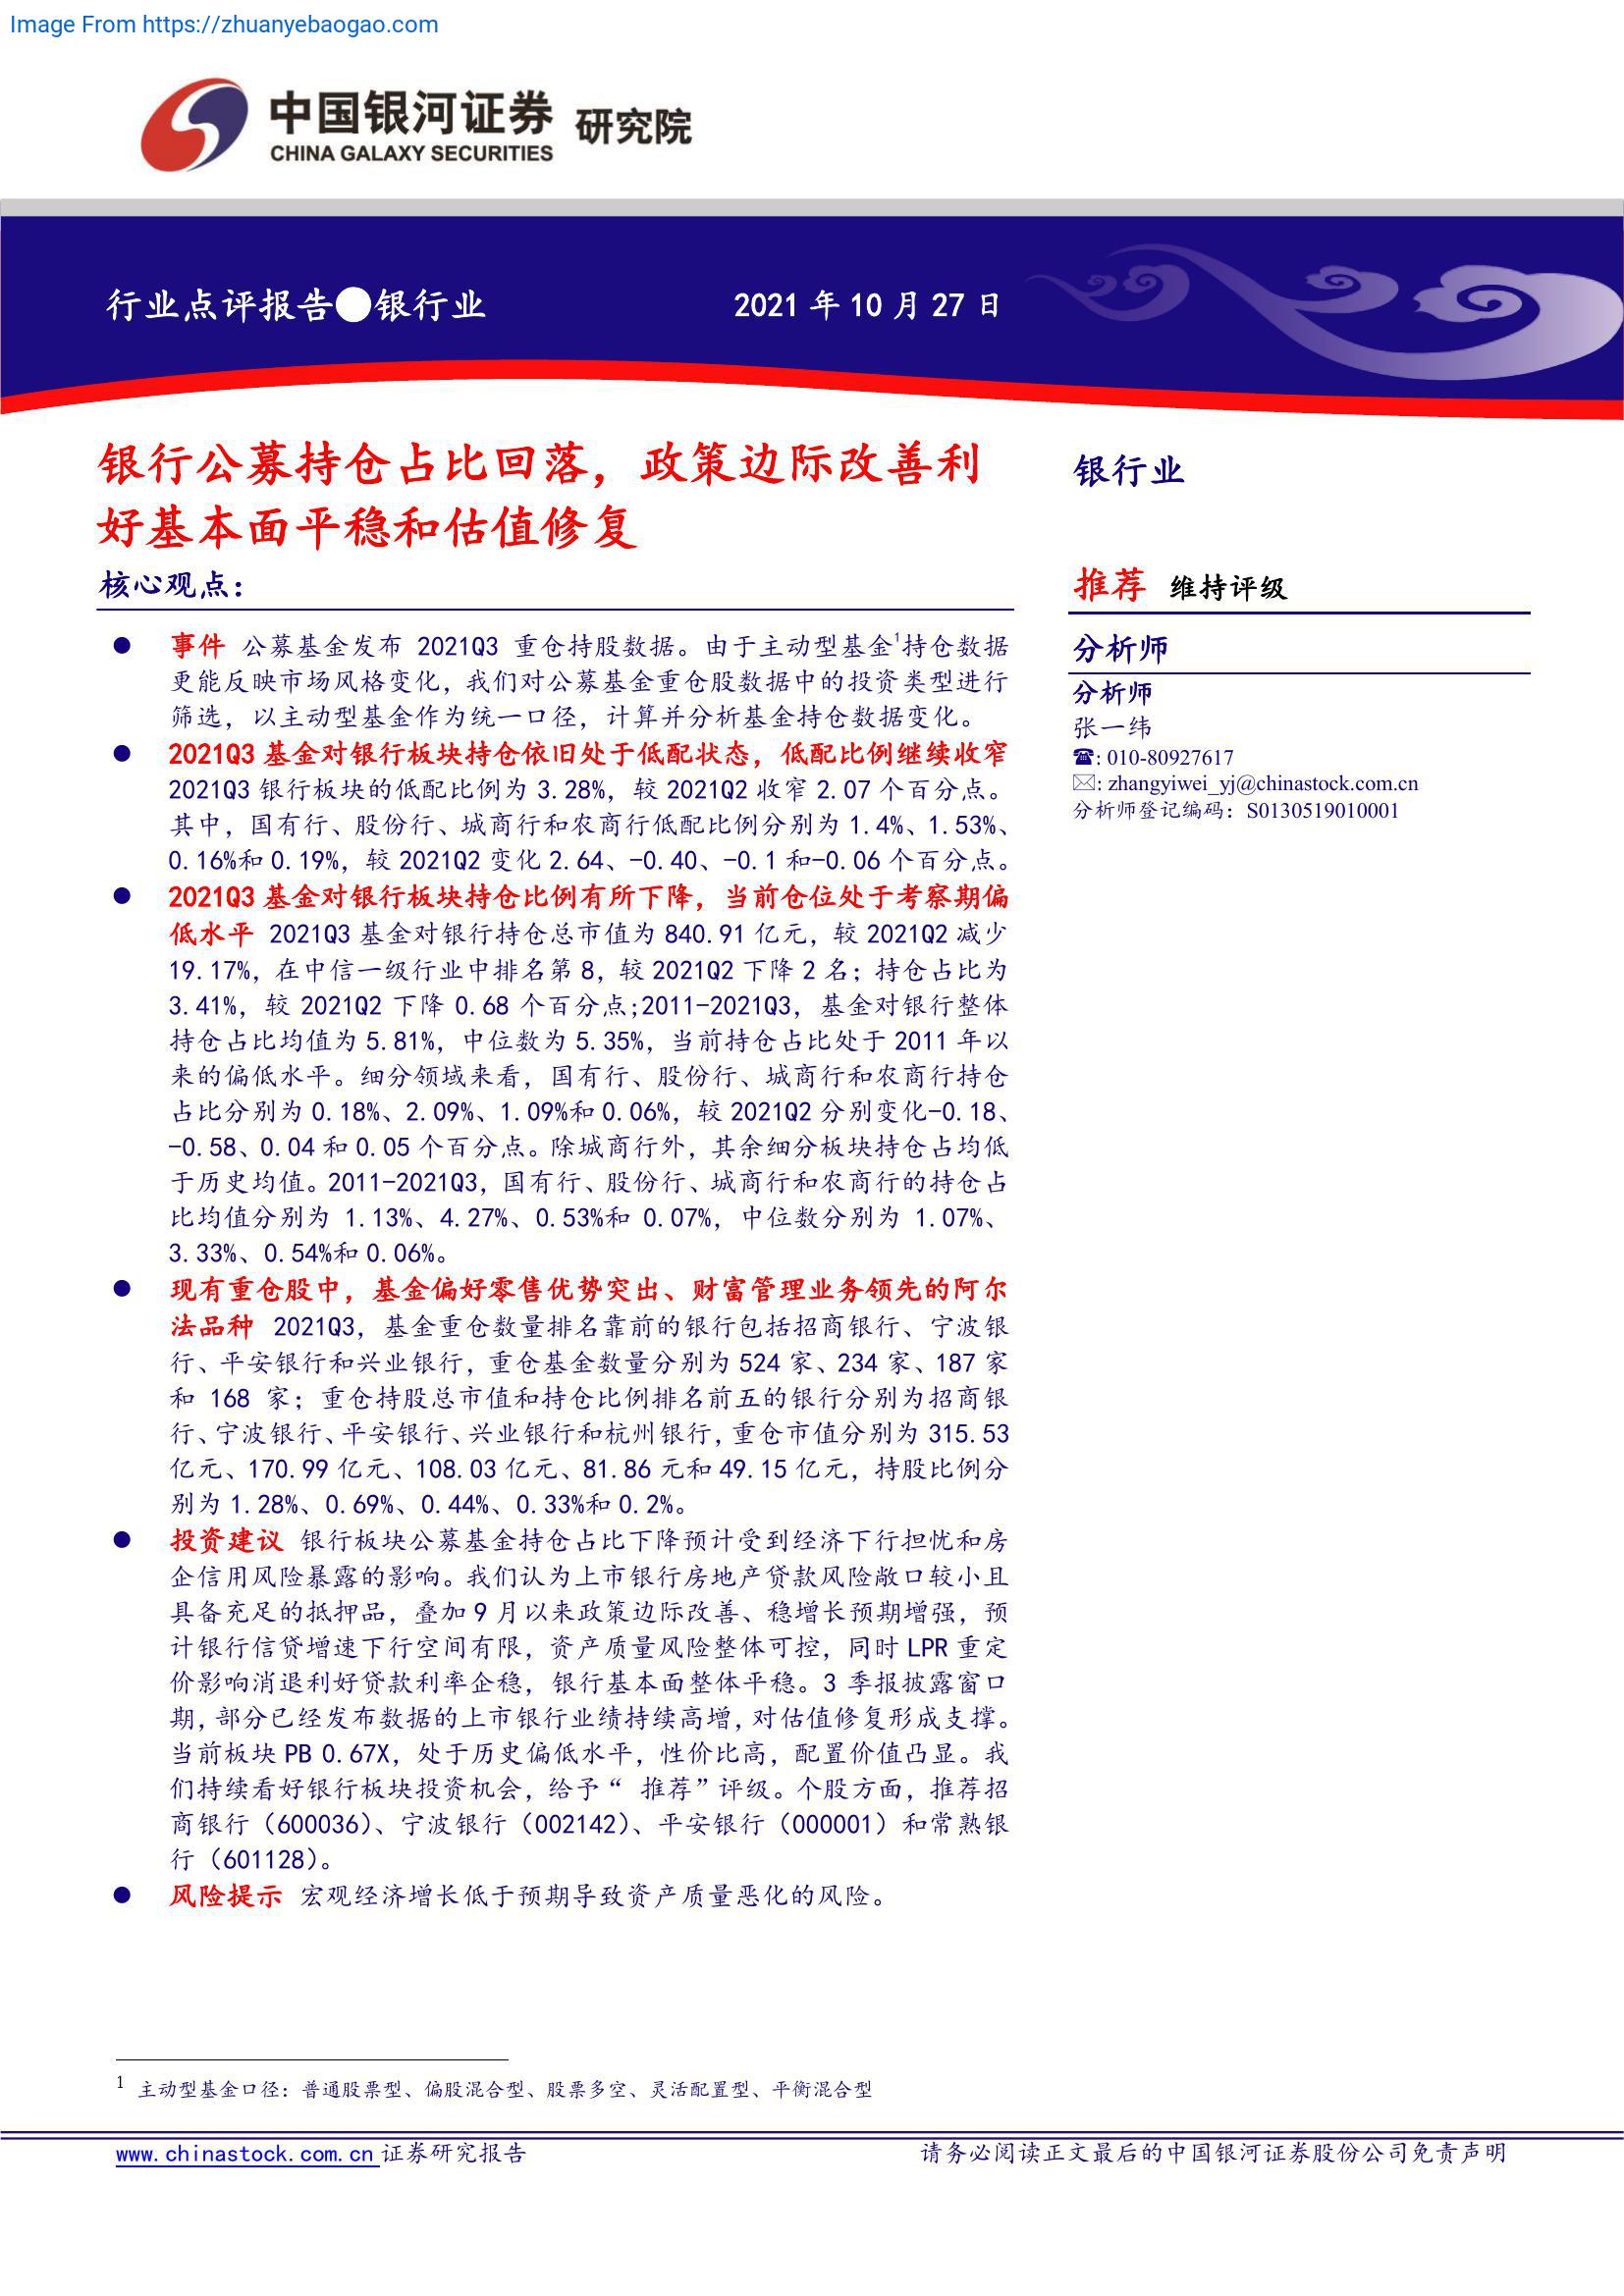 Image From https://zhuanyebaogao.com
中国银河证券 研究院
CHINA GALAXY SECURITIES
行业点评报告●银行业
2021 年 10 月 27 日
银行公募持仓占比回落，政策边际改善利
好基本面平稳和估值修复
核心观点：
● 事件 公募基金发布 2021Q3 重仓持股数据。由于主动型基金1持仓数据
更能反映市场风格变化，我们对公募基金重仓股数据中的投资类型进行
筛选，以主动型基金作为统一口径，计算并分析基金持仓数据变化。
● 2021Q3 基金对银行板块持仓依旧处于低配状态，低配比例继续收窄
2021Q3 银行板块的低配比例为 3.28%，较 2021Q2 收窄 2.07 个百分点。
其中，国有行、股份行、城商行和农商行低配比例分别为 1.4%、1.53%、
0.16%和 0.19%，较 2021Q2 变化 2.64、-0.40、-0.1 和-0.06 个百分点。
● 2021Q3 基金对银行板块持仓比例有所下降，当前仓位处于考察期偏
低水平 2021Q3 基金对银行持仓总市值为 840.91 亿元，较 2021Q2 减少
19.17%，在中信一级行业中排名第 8，较 2021Q2 下降 2 名；持仓占比为
3.41%，较 2021Q2 下降 0.68 个百分点;2011-2021Q3，基金对银行整体
持仓占比均值为 5.81%，中位数为 5.35%，当前持仓占比处于 2011 年以
来的偏低水平。细分领域来看，国有行、股份行、城商行和农商行持仓
占比分别为 0.18%、2.09%、1.09%和 0.06%，较 2021Q2 分别变化-0.18、
-0.58、0.04 和 0.05 个百分点。除城商行外，其余细分板块持仓占均低
于历史均值。2011-2021Q3，国有行、股份行、城商行和农商行的持仓占
比均值分别为 1.13%、4.27%、0.53%和 0.07%，中位数分别为 1.07%、
3.33%、0.54%和 0.06%。
● 现有重仓股中，基金偏好零售优势突出、财富管理业务领先的阿尔
法品种 2021Q3，基金重仓数量排名靠前的银行包括招商银行、宁波银
行、平安银行和兴业银行，重仓基金数量分别为 524 家、234 家、187 家
和 168 家；重仓持股总市值和持仓比例排名前五的银行分别为招商银
行、宁波银行、平安银行、兴业银行和杭州银行，重仓市值分别为 315.53
亿元、170.99 亿元、108.03 亿元、81.86 元和 49.15 亿元，持股比例分
别为 1.28%、0.69%、0.44%、0.33%和 0.2%。
● 投资建议 银行板块公募基金持仓占比下降预计受到经济下行担忧和房
企信用风险暴露的影响。我们认为上市银行房地产贷款风险敞口较小且
具备充足的抵押品，叠加 9 月以来政策边际改善、稳增长预期增强，预
计银行信贷增速下行空间有限，资产质量风险整体可控，同时 LPR 重定
价影响消退利好贷款利率企稳，银行基本面整体平稳。3 季报披露窗口
期，部分已经发布数据的上市银行业绩持续高增，对估值修复形成支撑。
当前板块 PB 0.67X，处于历史偏低水平，性价比高，配置价值凸显。我
们持续看好银行板块投资机会，给予“ 推荐”评级。个股方面，推荐招
商银行（600036）、宁波银行（002142）、平安银行（000001）和常熟银
行（601128）。
● 风险提示 宏观经济增长低于预期导致资产质量恶化的风险。
银行业
推荐 维持评级
分析师
分析师
张一纬
☎: 010-80927617
✉: zhangyiwei_yj@chinastock.com.cn
分析师登记编码：S0130519010001
1 主动型基金口径：普通股票型、偏股混合型、股票多空、灵活配置型、平衡混合型
www.chinastock.com.cn 证券研究报告
请务必阅读正文最后的中国银河证券股份公司免责声明